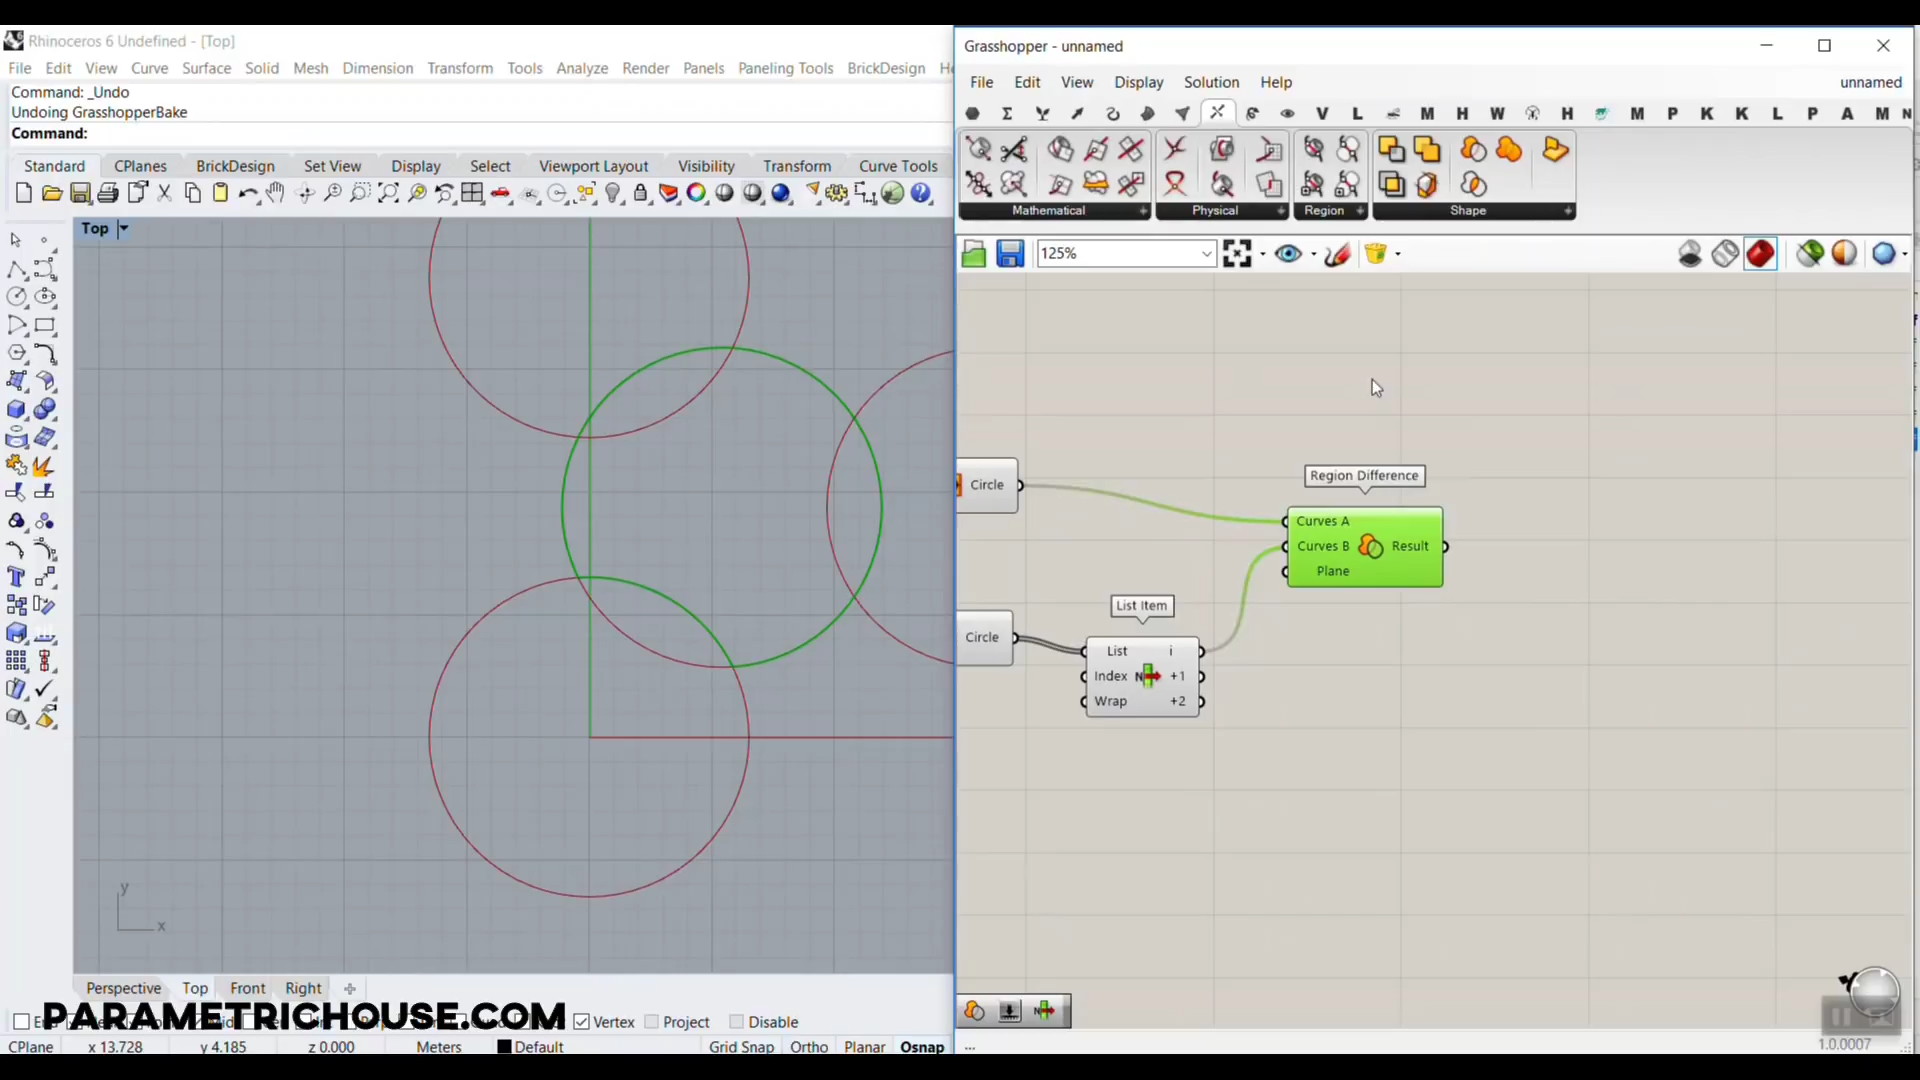 Rhinoceros 6 Undefined - [Top]
File Edit View Curve Surface Solid Mesh Dimension Transform Tools Analyze Render Panels Paneling Tools BrickDesign
Command: _Undo
Undoing GrasshopperBake
Command:
Standard CPlanes BrickDesign Set View Display Select Viewport Layout Visibility Transform Curve Tools
Top
y
x
Perspective Top Front Right
PARAMETRICHOUSE.COM
Vertex Project Disable
CPlane x 13.728 y 4.185 z 0.000 Meters Default Grid Snap Ortho Planar Osnap
Grasshopper - unnamed
File Edit View Display Solution Help unnamed
V L M H W H M P K K L P A M N
Mathematical Physical Region Shape
125%
Region Difference
Circle
Curves A
Curves B Result
Plane
List Item
Circle
List i
Index N +1
Wrap +2
1.0.0007
...